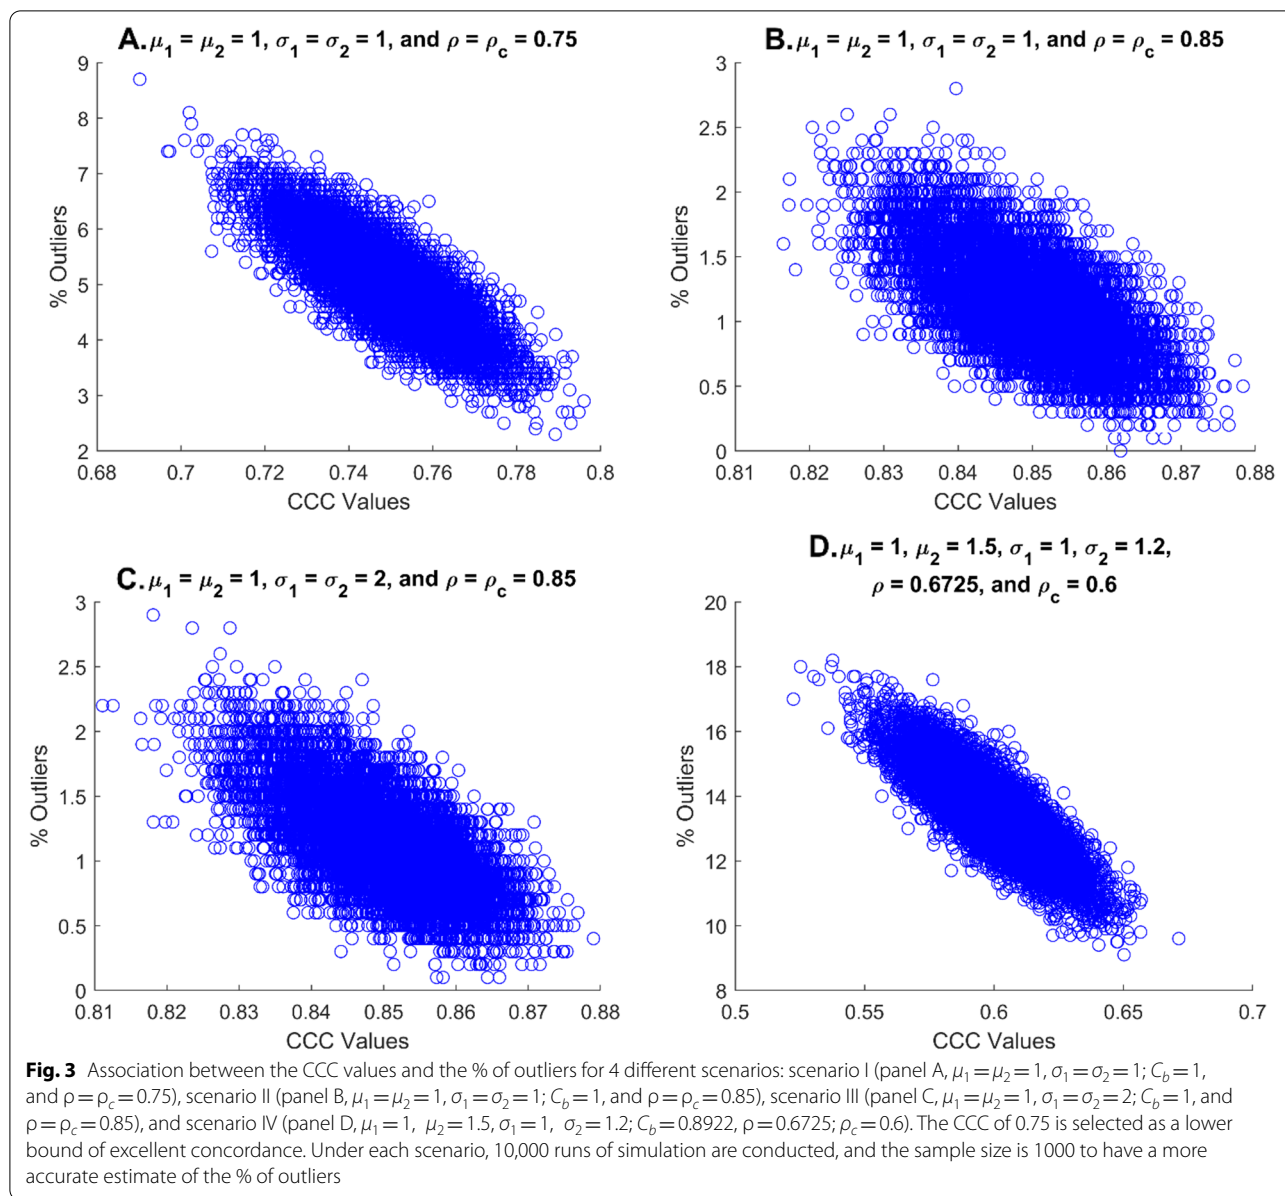 A. μ₁ = μ₂ = 1, σ₁ = σ₂ = 1, and ρ = ρc = 0.75
9
8
7
6
5
4
3
2
% Outliers
0.68 0.7 0.72 0.74 0.76 0.78 0.8
CCC Values
B. μ₁ = μ₂ = 1, σ₁ = σ₂ = 1, and ρ = ρc = 0.85
3
2.5
2
1.5
1
0.5
0
% Outliers
0.81 0.82 0.83 0.84 0.85 0.86 0.87 0.88
CCC Values
C. μ₁ = μ₂ = 1, σ₁ = σ₂ = 2, and ρ = ρc = 0.85
3
2.5
2
1.5
1
0.5
0
% Outliers
0.81 0.82 0.83 0.84 0.85 0.86 0.87 0.88
CCC Values
D. μ₁ = 1, μ₂ = 1.5, σ₁ = 1, σ₂ = 1.2,
ρ = 0.6725, and ρc = 0.6
20
18
16
14
12
10
8
% Outliers
0.5 0.55 0.6 0.65 0.7
CCC Values
Fig. 3 Association between the CCC values and the % of outliers for 4 different scenarios: scenario I (panel A, μ₁ = μ₂ = 1, σ₁ = σ₂ = 1; Cb = 1,
and ρ = ρc = 0.75), scenario II (panel B, μ₁ = μ₂ = 1, σ₁ = σ₂ = 1; Cb = 1, and ρ = ρc = 0.85), scenario III (panel C, μ₁ = μ₂ = 1, σ₁ = σ₂ = 2; Cb = 1, and
ρ = ρc = 0.85), and scenario IV (panel D, μ₁ = 1, μ₂ = 1.5, σ₁ = 1, σ₂ = 1.2; Cb = 0.8922, ρ = 0.6725; ρc = 0.6). The CCC of 0.75 is selected as a lower
bound of excellent concordance. Under each scenario, 10,000 runs of simulation are conducted, and the sample size is 1000 to have a more
accurate estimate of the % of outliers